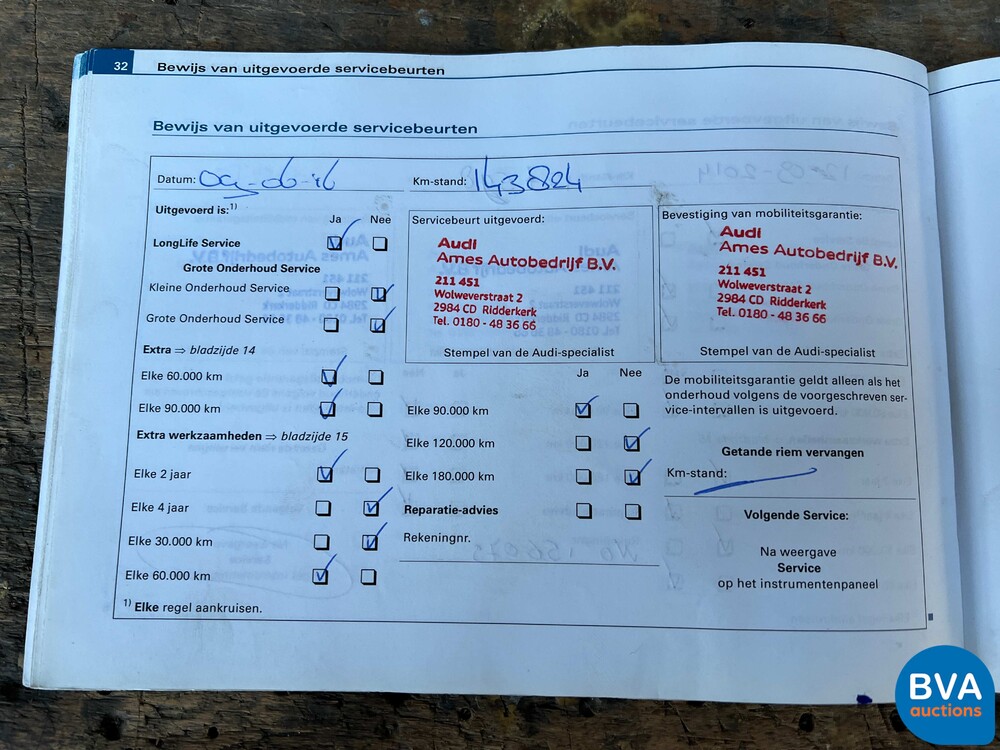 32 Bewijs van uitgevoerde servicebeurten
Bewijs van uitgevoerde servicebeurten
Datum: 09-06-16 Km-stand: 143824
Uitgevoerd is:1)
Ja Nee
LongLife Service
Grote Onderhoud Service
Kleine Onderhoud Service
Grote Onderhoud Service
Extra ⇒ bladzijde 14
Elke 60.000 km
Elke 90.000 km
Extra werkzaamheden ⇒ bladzijde 15
Elke 2 jaar
Elke 4 jaar
Elke 30.000 km
Elke 60.000 km
1) Elke regel aankruisen.
Servicebeurt uitgevoerd:
Audi
Ames Autobedrijf B.V.
211 451
Wolweverstraat 2
2984 CD Ridderkerk
Tel. 0180 - 48 36 66
Stempel van de Audi-specialist
Ja Nee
Elke 90.000 km
Elke 120.000 km
Elke 180.000 km
Reparatie-advies
Rekeningnr.
Bevestiging van mobiliteitsgarantie:
Audi
Ames Autobedrijf B.V.
211 451
Wolweverstraat 2
2984 CD Ridderkerk
Tel. 0180 - 48 36 66
Stempel van de Audi-specialist
De mobiliteitsgarantie geldt alleen als het
onderhoud volgens de voorgeschreven ser-
vice-intervallen is uitgevoerd.
Getande riem vervangen
Km-stand:
Volgende Service:
Na weergave
Service
op het instrumentenpaneel
BVA
auctions